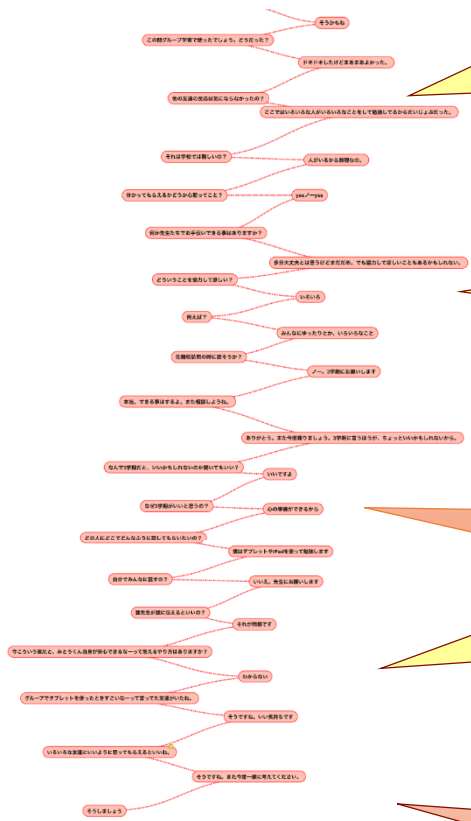 そうかもね
この間グループ学習で使ったでしょう。どうだった？
ドキドキしたけどまあまあよかった。
他の友達の反応は気にならなかったの？
ここではいろいろな人がいるいろなことをして勉強してるからだいじょぶだった。
それは学校では難しいの？
人がいるから無理なの。
分かってもらえるかどうか心配ってこと？
yes／一yes
何か先生たちでお手伝いできる事はありますか？
多分大丈夫とは思うけどまだだめ。でも協力してほしいこともあるかもしれない。
どういうことを協力して欲しい？
いろいろ
例えば？
みんなにゆったりとか、いろいろなこと
在籍校訪問の時に話そうか？
ノー。3学期にお願いします
本当。できる事はするよ。また相談しようね。
ありがとう。また今度喋りましょう。3学期に言うほうが、ちょっといいかもしれないから。
なんで3学期だと、いいかもしれないのか聞いてもいい？
いいですよ
なぜ3学期がいいと思うの？
心の準備ができるから
どの人にどこでどんなふうに話してもらいたいの？
僕はタブレットやiPadを使って勉強します
自分でみんなに話すの？
いいえ。先生にお願いします
誰先生が誰に伝えるといいの？
それが問題です
今こういう風だと、みとうくん自身が安心できるなーって思えるやり方はありますか？
わからない
グループでタブレットを使ったときすごいなーって言ってた友達がいたね。
そうですね。いい気持ちです
いろいろな友達にいいように思ってもらえるといいね。
そうですね。また今度一緒に考えてください。
そうしましょう